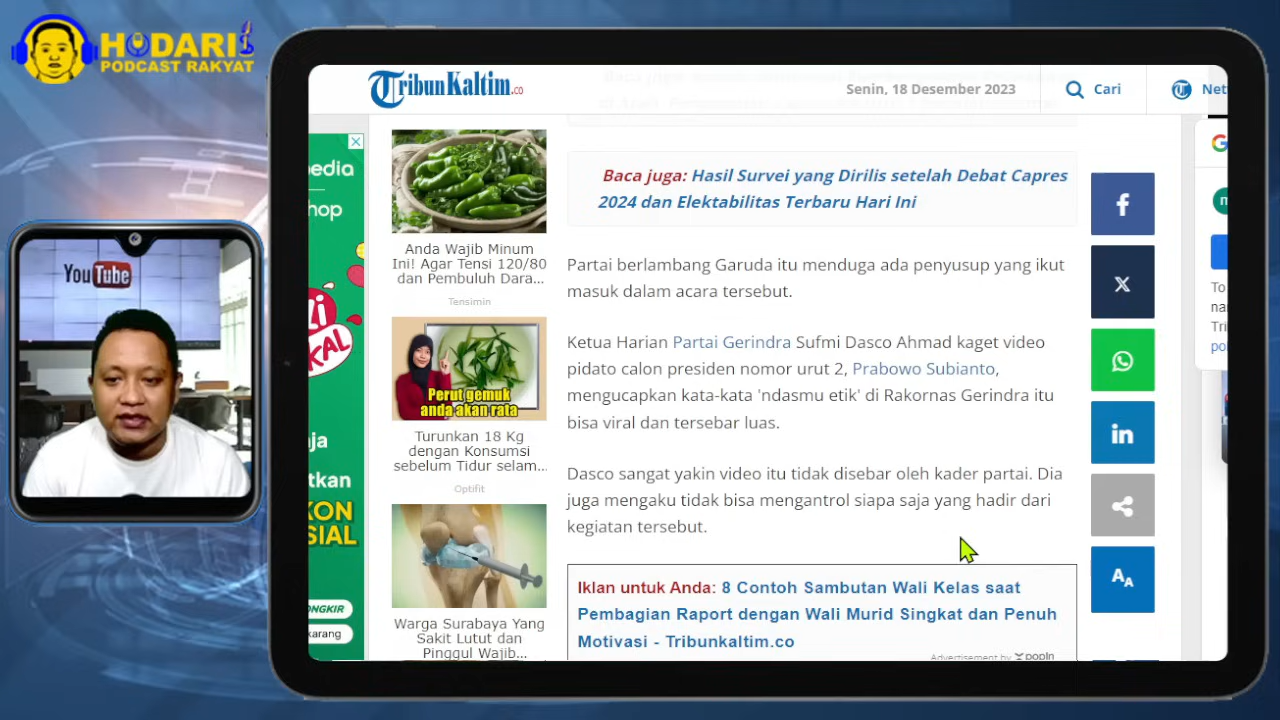 HODARI
PODCAST RAKYAT
YouTube
TribunKaltim.co
Senin, 18 Desember 2023
Cari
Baca juga: Hasil Survei yang Dirilis setelah Debat Capres
2024 dan Elektabilitas Terbaru Hari Ini
Partai berlambang Garuda itu menduga ada penyusup yang ikut
masuk dalam acara tersebut.
Ketua Harian Partai Gerindra Sufmi Dasco Ahmad kaget video
pidato calon presiden nomor urut 2, Prabowo Subianto,
mengucapkan kata-kata 'ndasmu etik' di Rakornas Gerindra itu
bisa viral dan tersebar luas.
Dasco sangat yakin video itu tidak disebar oleh kader partai. Dia
juga mengaku tidak bisa mengantrol siapa saja yang hadir dari
kegiatan tersebut.
Iklan untuk Anda: 8 Contoh Sambutan Wali Kelas saat
Pembagian Raport dengan Wali Murid Singkat dan Penuh
Motivasi - Tribunkaltim.co
Advertisement by popIn
Anda Wajib Minum
Ini! Agar Tensi 120/80
dan Pembuluh Dara...
Tensimin
Perut gemuk
anda akan rata
Turunkan 18 Kg
dengan Konsumsi
sebelum Tidur selam...
Optifit
Warga Surabaya Yang
Sakit Lutut dan
Pinggul Wajib